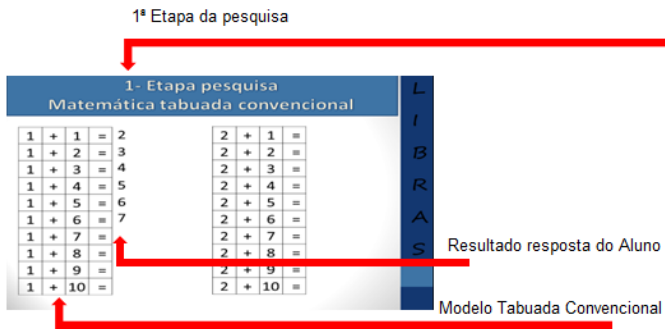 1ª Etapa da pesquisa
1- Etapa pesquisa
Matemática tabuada convencional
1 + 1 = 2
1 + 2 = 3
1 + 3 = 4
1 + 4 = 5
1 + 5 = 6
1 + 6 = 7
1 + 7 =
1 + 8 =
1 + 9 =
1 + 10 =
2 + 1 =
2 + 2 =
2 + 3 =
2 + 4 =
2 + 5 =
2 + 6 =
2 + 7 =
2 + 8 =
2 + 9 =
2 + 10 =
L
I
B
R
A
S
Resultado resposta do Aluno
Modelo Tabuada Convencional